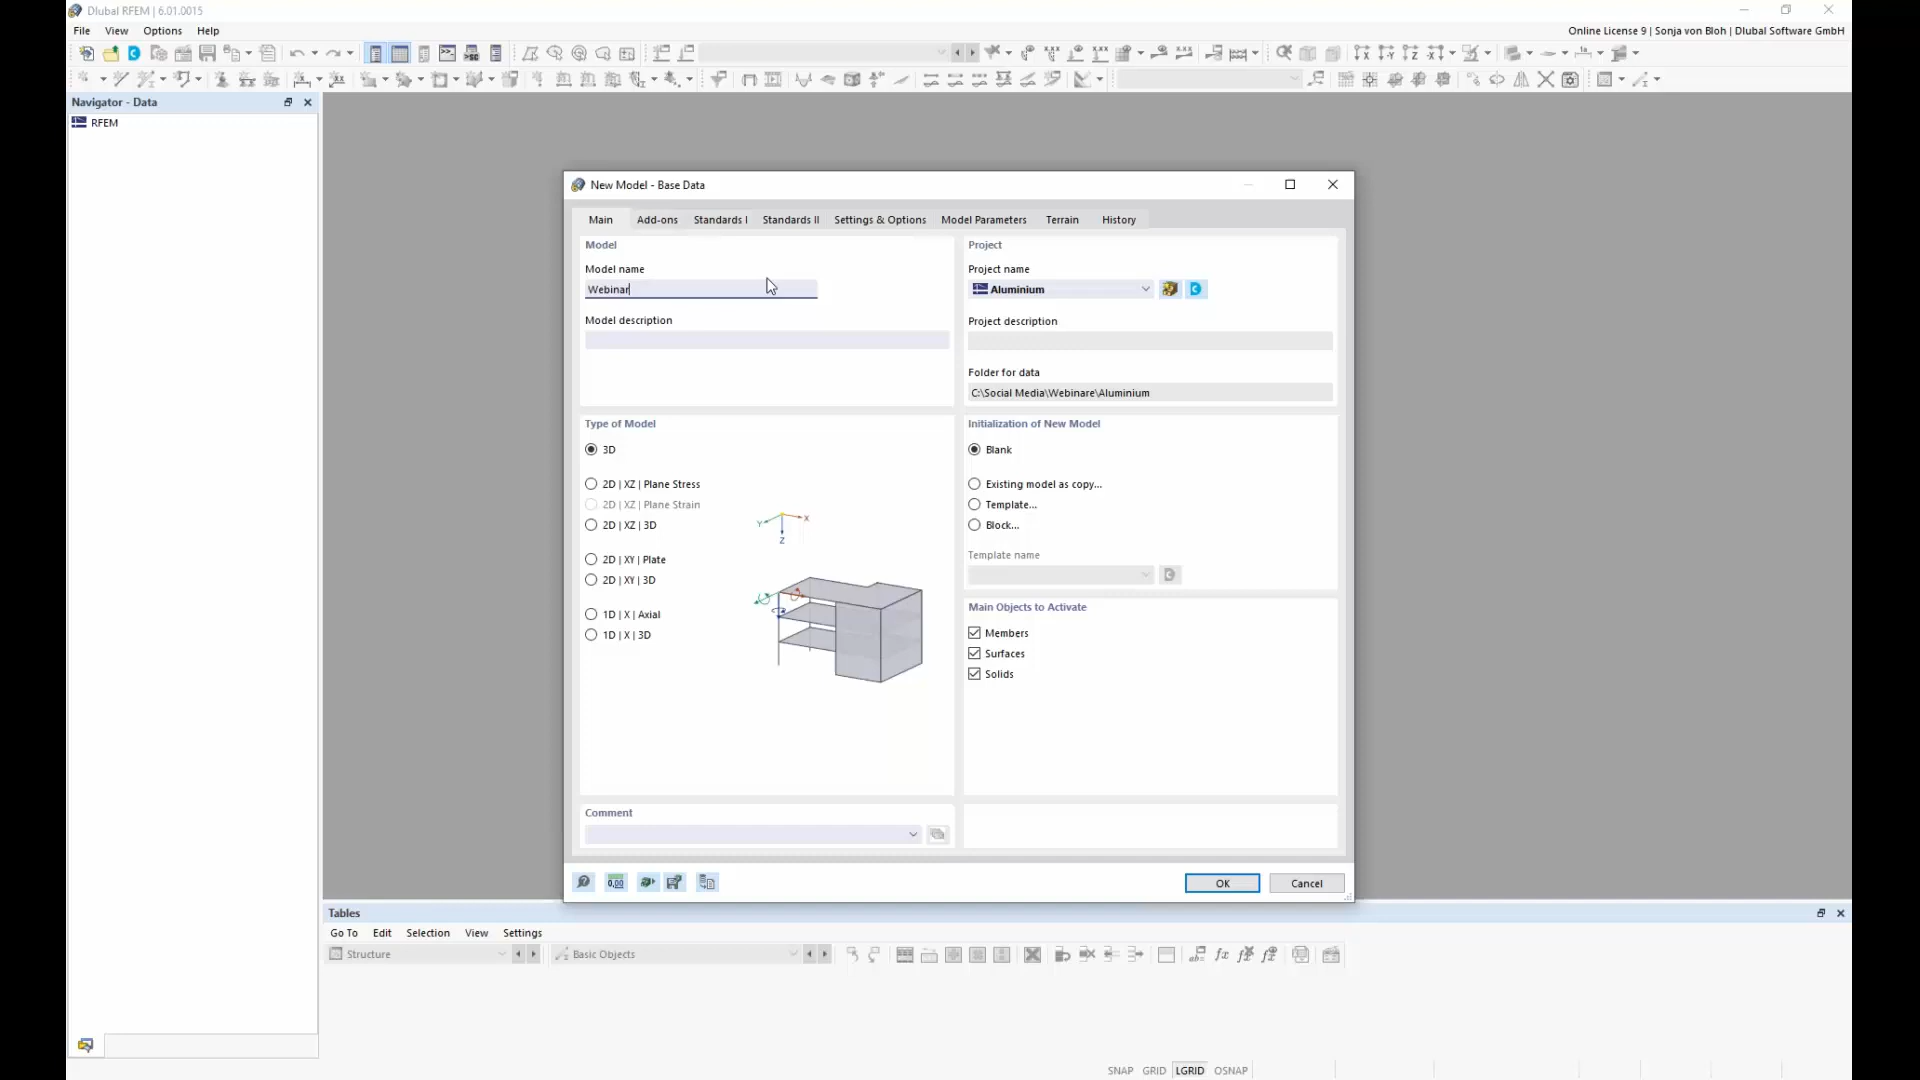 Dlubal RFEM | 6.01.0015
File View Options Help
Online License 9 | Sonja von Bloh | Dlubal Software GmbH
Navigator - Data
RFEM
New Model - Base Data
Main Add-ons Standards I Standards II Settings & Options Model Parameters Terrain History
Model
Model name
Webinar
Model description
Project
Project name
Aluminium
Project description
Folder for data
C:\Social Media\Webinare\Aluminium
Type of Model
3D
2D | XZ | Plane Stress
2D | XZ | Plane Strain
2D | XZ | 3D
2D | XY | Plate
2D | XY | 3D
1D | X | Axial
1D | X | 3D
Y X
Z
Initialization of New Model
Blank
Existing model as copy...
Template...
Block...
Template name
Main Objects to Activate
Members
Surfaces
Solids
Comment
0,00
OK Cancel
Tables
Go To Edit Selection View Settings
Structure Basic Objects
SNAP GRID LGRID OSNAP